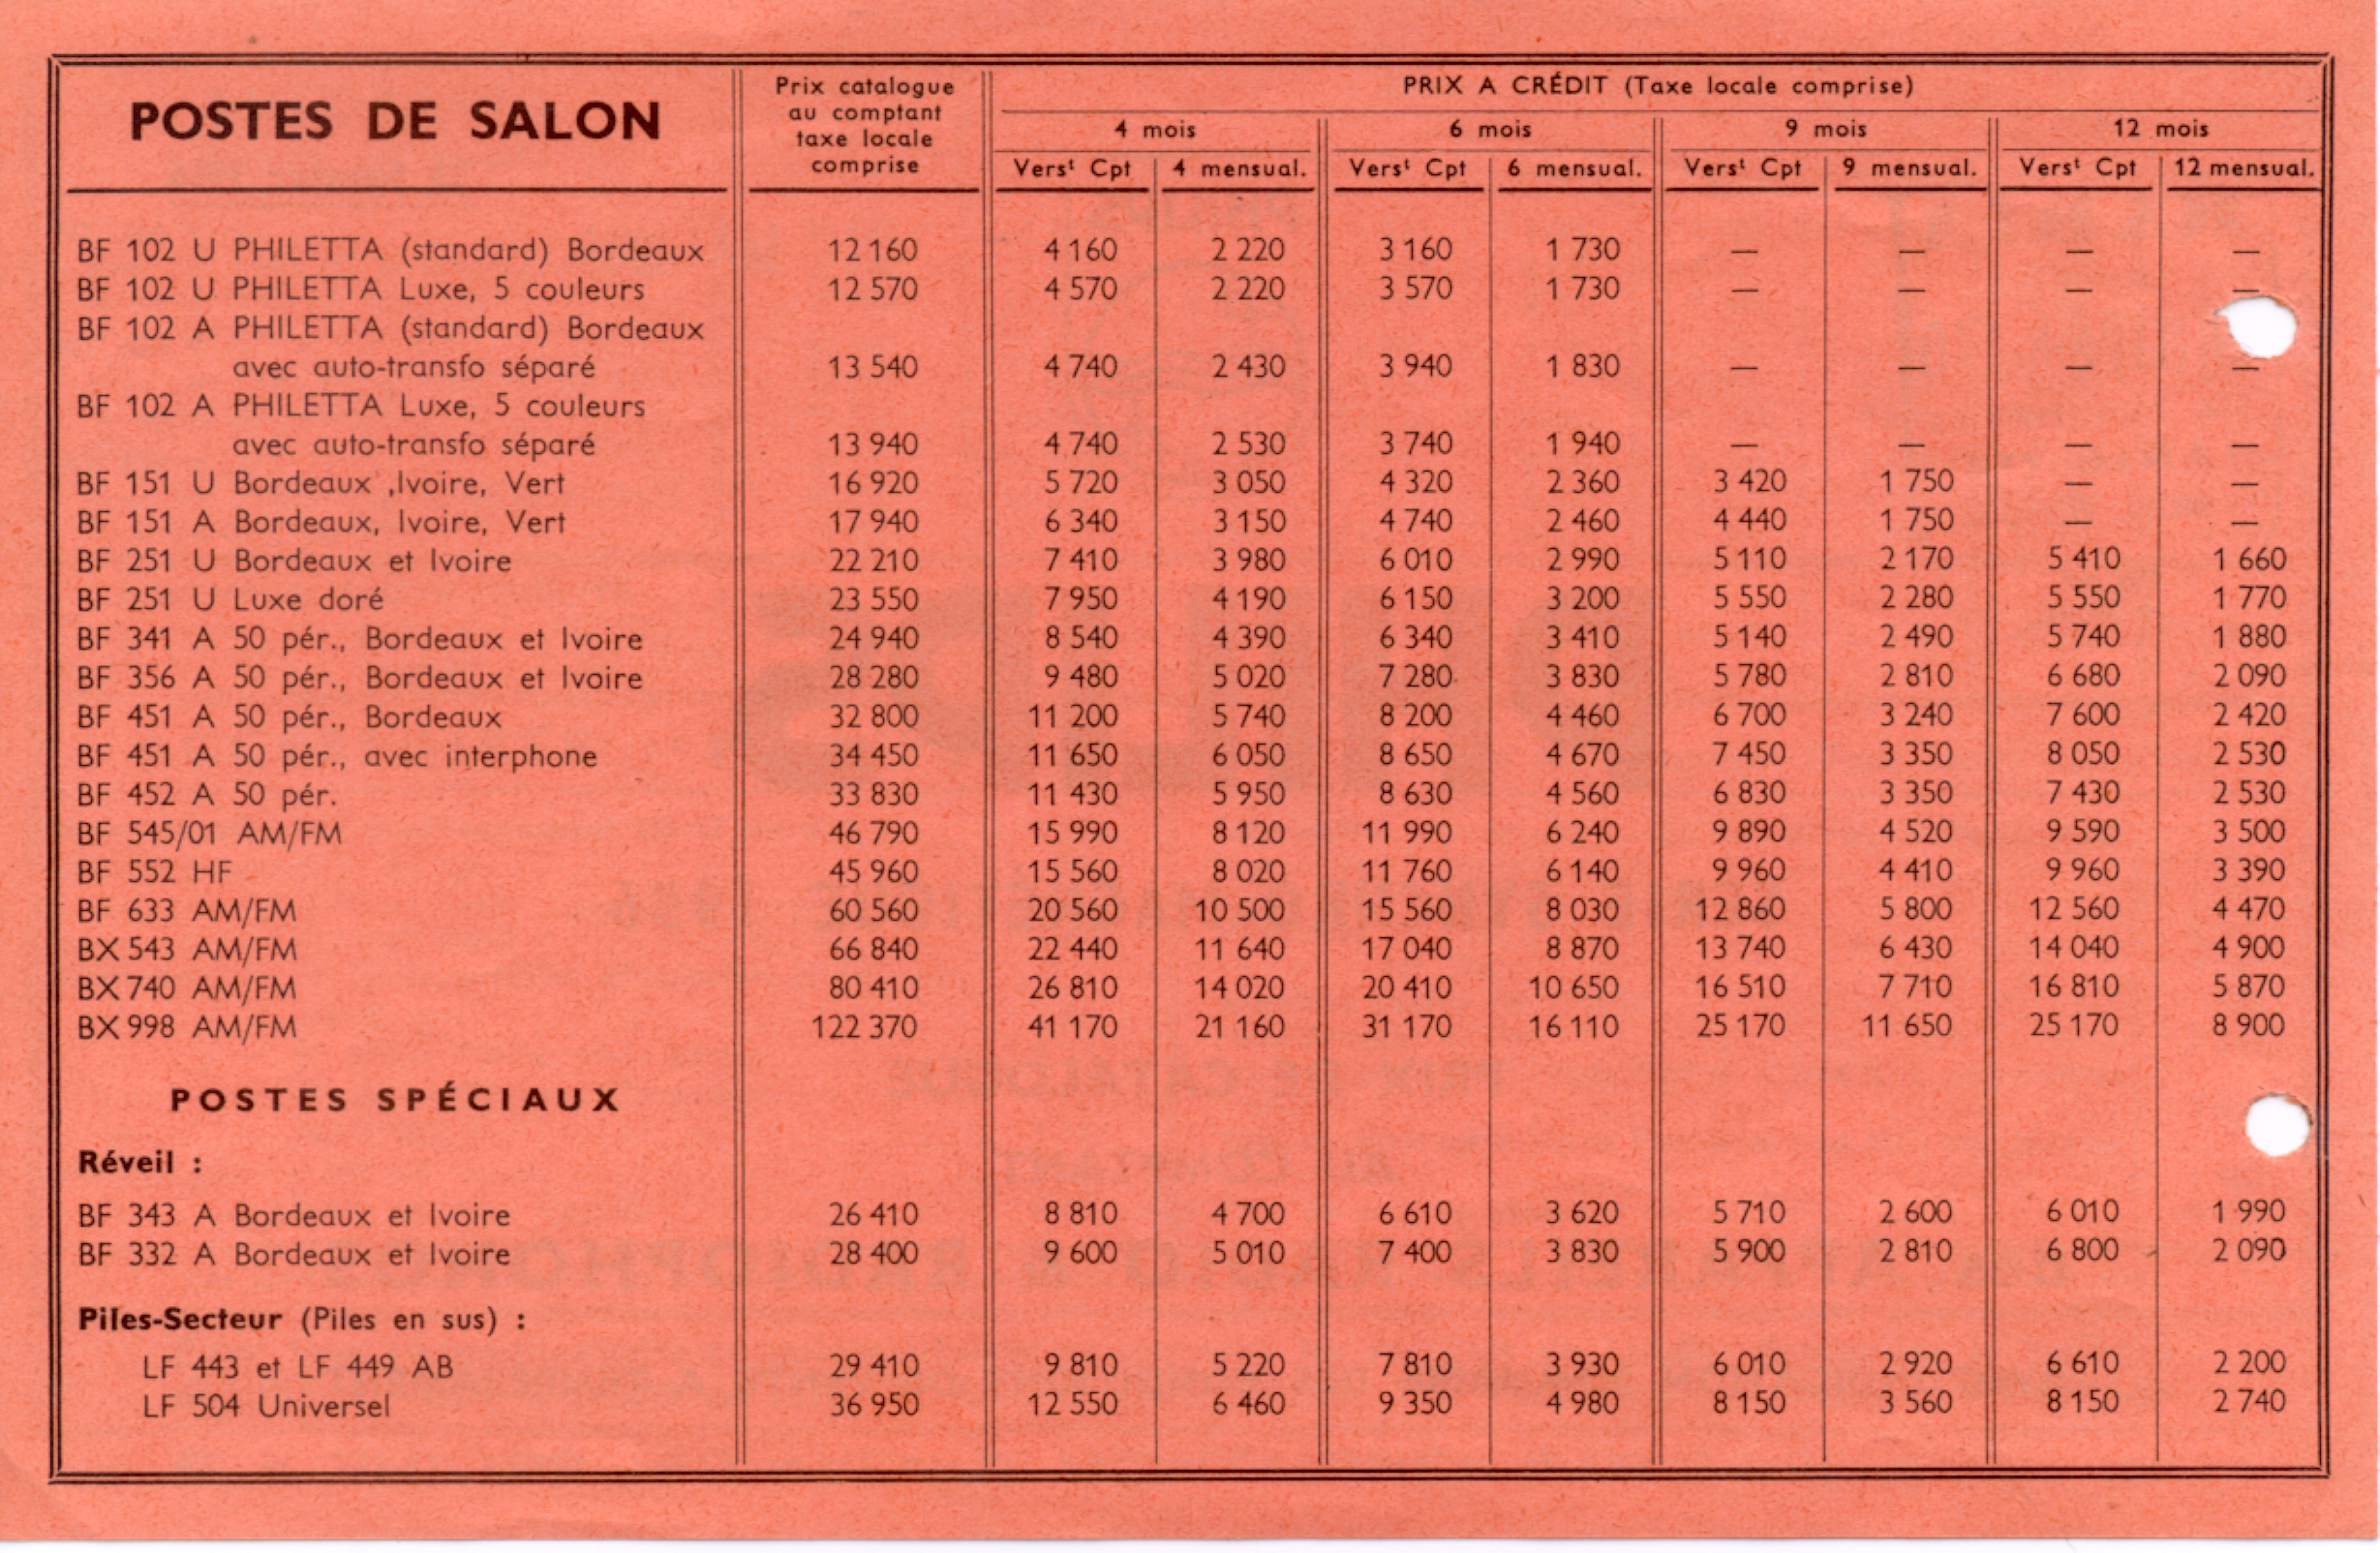 POSTES DE SALON
Prix catalogue
au comptant
taxe locale
comprise
PRIX A CRÉDIT (Taxe locale comprise)
4 mois 6 mois 9 mois 12 mois
Versᵗ Cpt 4 mensual. Versᵗ Cpt 6 mensual. Versᵗ Cpt 9 mensual. Versᵗ Cpt 12 mensual.
BF 102 U PHILETTA (standard) Bordeaux 12 160 4 160 2 220 3 160 1 730 — — — —
BF 102 U PHILETTA Luxe, 5 couleurs 12 570 4 570 2 220 3 570 1 730 — — — —
BF 102 A PHILETTA (standard) Bordeaux
avec auto-transfo séparé 13 540 4 740 2 430 3 940 1 830 — — — —
BF 102 A PHILETTA Luxe, 5 couleurs
avec auto-transfo séparé 13 940 4 740 2 530 3 740 1 940 — — — —
BF 151 U Bordeaux ,Ivoire, Vert 16 920 5 720 3 050 4 320 2 360 3 420 1 750 — —
BF 151 A Bordeaux, Ivoire, Vert 17 940 6 340 3 150 4 740 2 460 4 440 1 750 — —
BF 251 U Bordeaux et Ivoire 22 210 7 410 3 980 6 010 2 990 5 110 2 170 5 410 1 660
BF 251 U Luxe doré 23 550 7 950 4 190 6 150 3 200 5 550 2 280 5 550 1 770
BF 341 A 50 pér., Bordeaux et Ivoire 24 940 8 540 4 390 6 340 3 410 5 140 2 490 5 740 1 880
BF 356 A 50 pér., Bordeaux et Ivoire 28 280 9 480 5 020 7 280 3 830 5 780 2 810 6 680 2 090
BF 451 A 50 pér., Bordeaux 32 800 11 200 5 740 8 200 4 460 6 700 3 240 7 600 2 420
BF 451 A 50 pér., avec interphone 34 450 11 650 6 050 8 650 4 670 7 450 3 350 8 050 2 530
BF 452 A 50 pér. 33 830 11 430 5 950 8 630 4 560 6 830 3 350 7 430 2 530
BF 545/01 AM/FM 46 790 15 990 8 120 11 990 6 240 9 890 4 520 9 590 3 500
BF 552 HF 45 960 15 560 8 020 11 760 6 140 9 960 4 410 9 960 3 390
BF 633 AM/FM 60 560 20 560 10 500 15 560 8 030 12 860 5 800 12 560 4 470
BX 543 AM/FM 66 840 22 440 11 640 17 040 8 870 13 740 6 430 14 040 4 900
BX 740 AM/FM 80 410 26 810 14 020 20 410 10 650 16 510 7 710 16 810 5 870
BX 998 AM/FM 122 370 41 170 21 160 31 170 16 110 25 170 11 650 25 170 8 900
POSTES SPÉCIAUX
Réveil :
BF 343 A Bordeaux et Ivoire 26 410 8 810 4 700 6 610 3 620 5 710 2 600 6 010 1 990
BF 332 A Bordeaux et Ivoire 28 400 9 600 5 010 7 400 3 830 5 900 2 810 6 800 2 090
Piles-Secteur (Piles en sus) :
LF 443 et LF 449 AB 29 410 9 810 5 220 7 810 3 930 6 010 2 920 6 610 2 200
LF 504 Universel 36 950 12 550 6 460 9 350 4 980 8 150 3 560 8 150 2 740